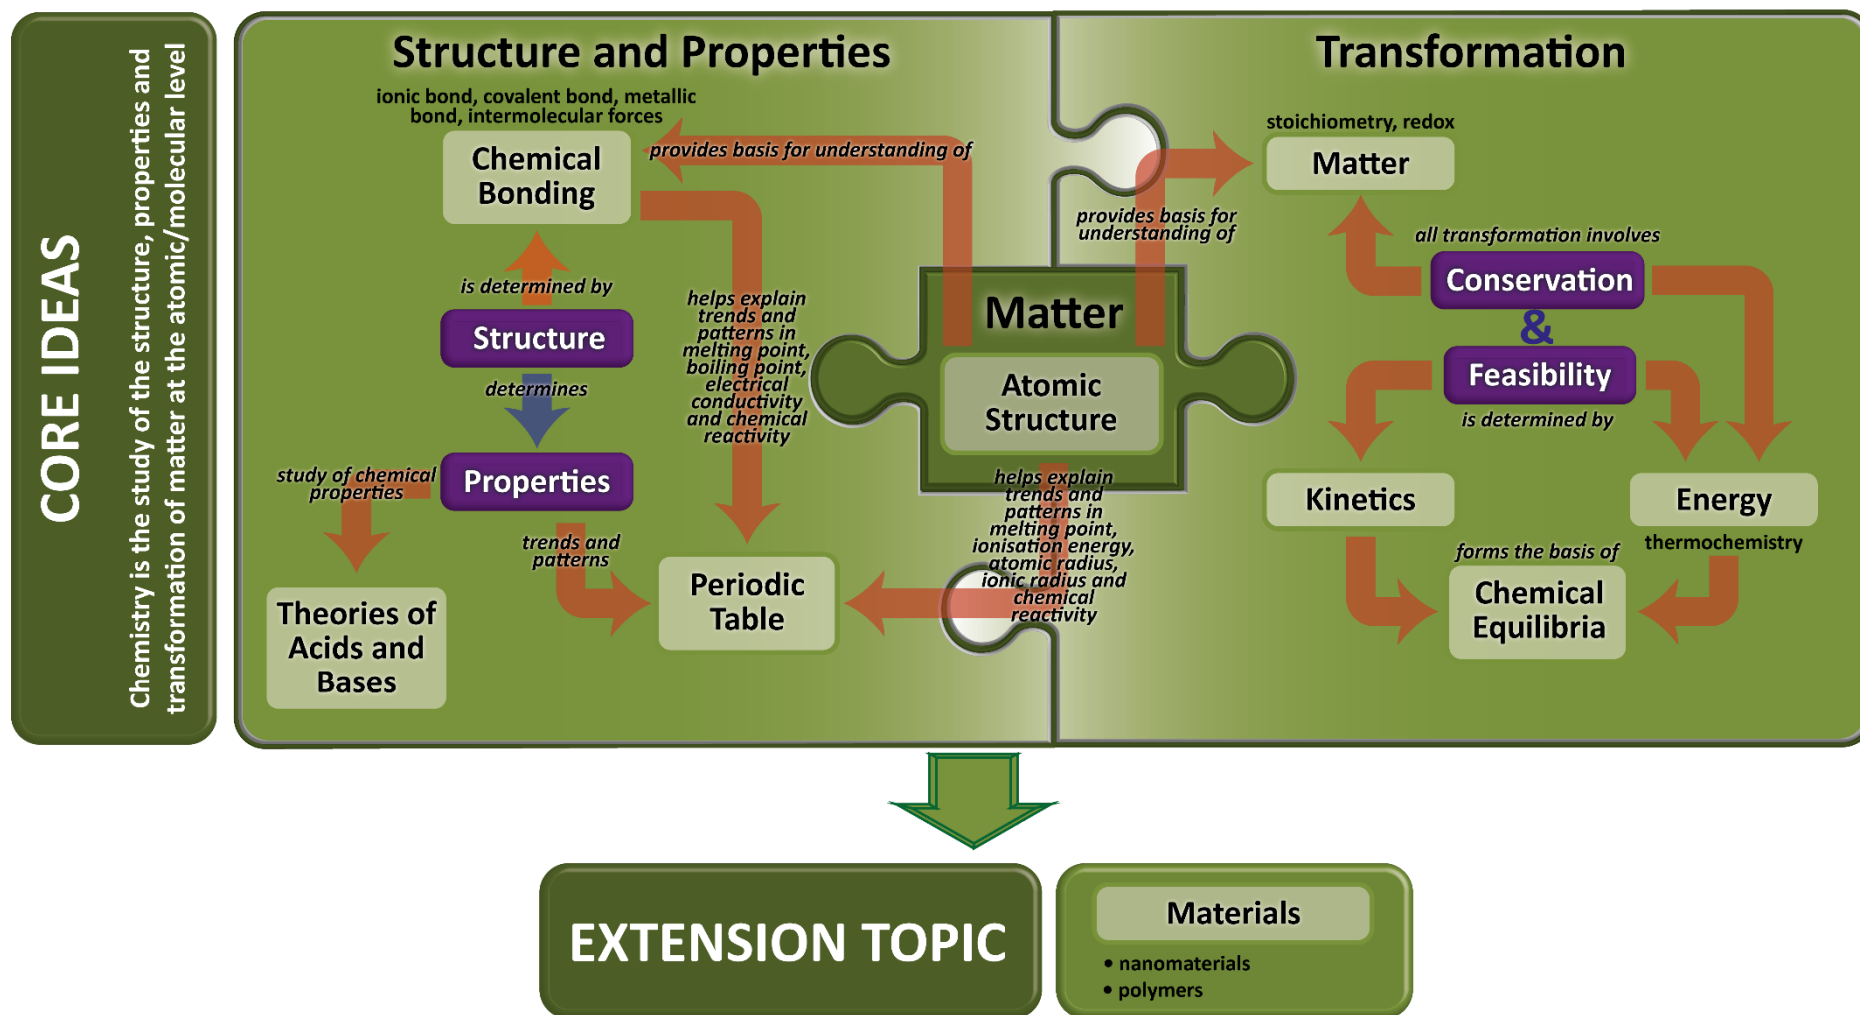 CORE IDEAS
Chemistry is the study of the structure, properties and
transformation of matter at the atomic/molecular level
Structure and Properties
ionic bond, covalent bond, metallic
bond, intermolecular forces
Chemical
Bonding
provides basis for understanding of
is determined by
Structure
determines
Properties
study of chemical
properties
trends and
patterns
Theories of
Acids and
Bases
helps explain
trends and
patterns in
melting point,
boiling point,
electrical
conductivity
and chemical
reactivity
Periodic
Table
Matter
Atomic
Structure
helps explain
trends and
patterns in
melting point,
ionisation energy,
atomic radius,
ionic radius and
chemical
reactivity
Transformation
stoichiometry, redox
Matter
provides basis for
understanding of
all transformation involves
Conservation
&
Feasibility
is determined by
Kinetics
Energy
thermochemistry
forms the basis of
Chemical
Equilibria
EXTENSION TOPIC
Materials
• nanomaterials
• polymers